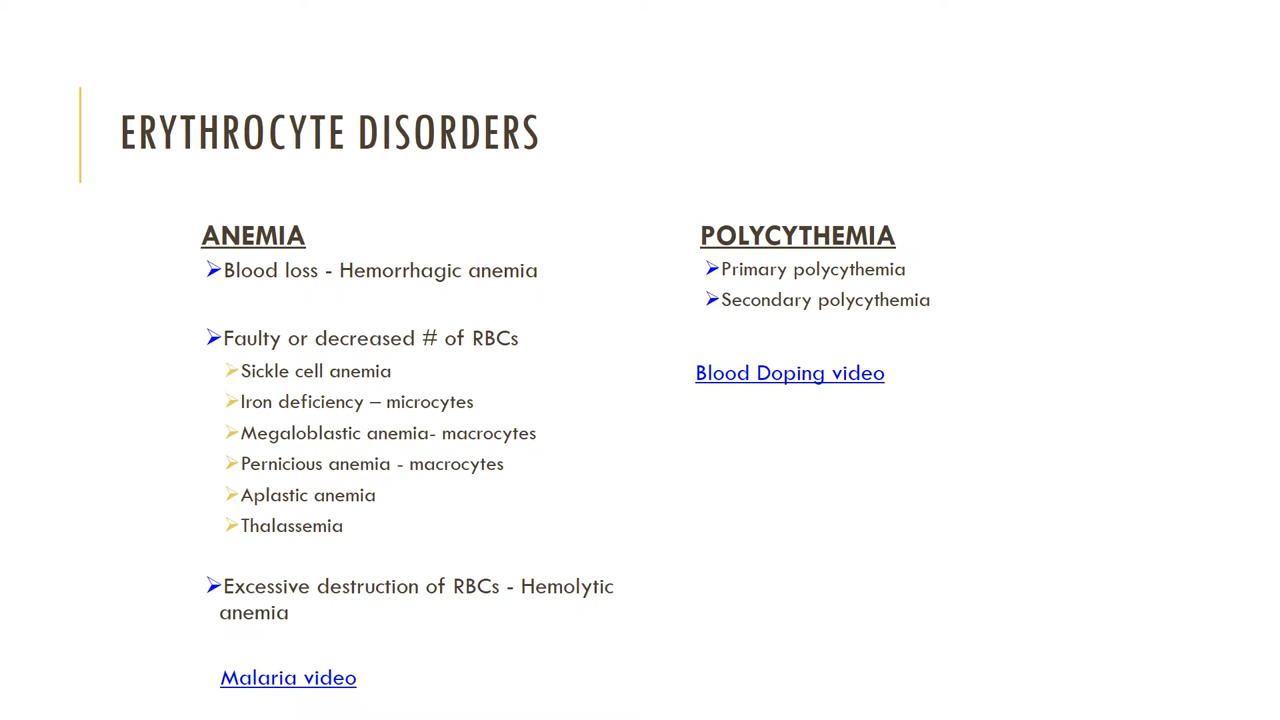 ERYTHROCYTE DISORDERS
ANEMIA
Blood loss - Hemorrhagic anemia
Faulty or decreased # of RBCs
Sickle cell anemia
Iron deficiency – microcytes
Megaloblastic anemia- macrocytes
Pernicious anemia - macrocytes
Aplastic anemia
Thalassemia
Excessive destruction of RBCs - Hemolytic
anemia
Malaria video
POLYCYTHEMIA
Primary polycythemia
Secondary polycythemia
Blood Doping video